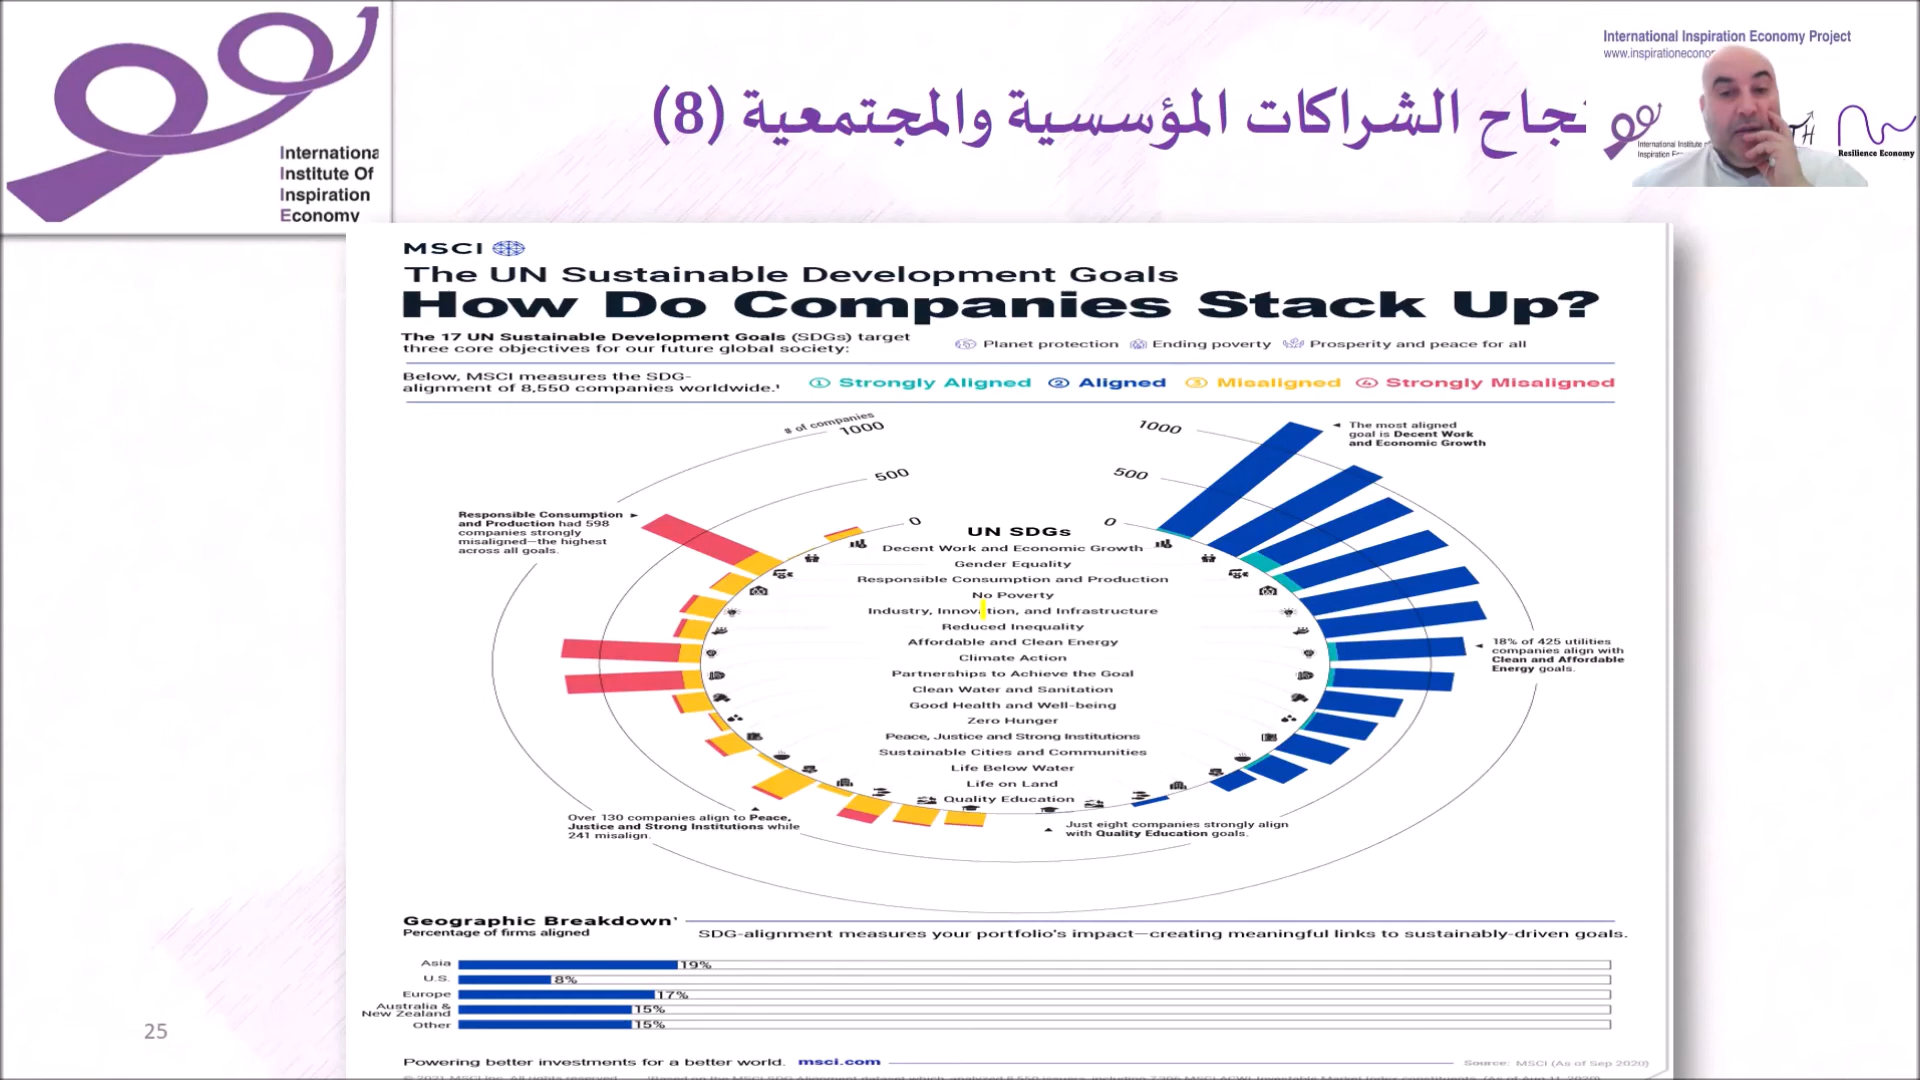 Internationa
Institute Of
Inspiration
Economy
نجاح الشراكات المؤسسية والمجتمعية (8)
International Inspiration Economy Project
Resilience Economy
MSCI
The UN Sustainable Development Goals
How Do Companies Stack Up?
The 17 UN Sustainable Development Goals (SDGs) target
three core objectives for our future global society:
Planet protection Ending poverty Prosperity and peace for all
Below, MSCI measures the SDG-
alignment of 8,550 companies worldwide.¹
1 Strongly Aligned 2 Aligned 3 Misaligned 4 Strongly Misaligned
# of companies
1000
500
0
1000
500
0
The most aligned
goal is Decent Work
and Economic Growth
Responsible Consumption
and Production had 598
companies strongly
misaligned—the highest
across all goals.
UN SDGs
Decent Work and Economic Growth
Gender Equality
Responsible Consumption and Production
No Poverty
Industry, Innovation, and Infrastructure
Reduced Inequality
Affordable and Clean Energy
Climate Action
Partnerships to Achieve the Goal
Clean Water and Sanitation
Good Health and Well-being
Zero Hunger
Peace, Justice and Strong Institutions
Sustainable Cities and Communities
Life Below Water
Life on Land
Quality Education
18% of 425 utilities
companies align with
Clean and Affordable
Energy goals.
Over 130 companies align to Peace,
Justice and Strong Institutions while
241 misalign.
Just eight companies strongly align
with Quality Education goals.
Geographic Breakdown¹
Percentage of firms aligned
SDG-alignment measures your portfolio's impact—creating meaningful links to sustainably-driven goals.
Asia 19%
U.S. 8%
Europe 17%
Australia &
New Zealand 15%
Other 15%
25
Powering better investments for a better world. msci.com
Source: MSCI (As of Sep 2020)